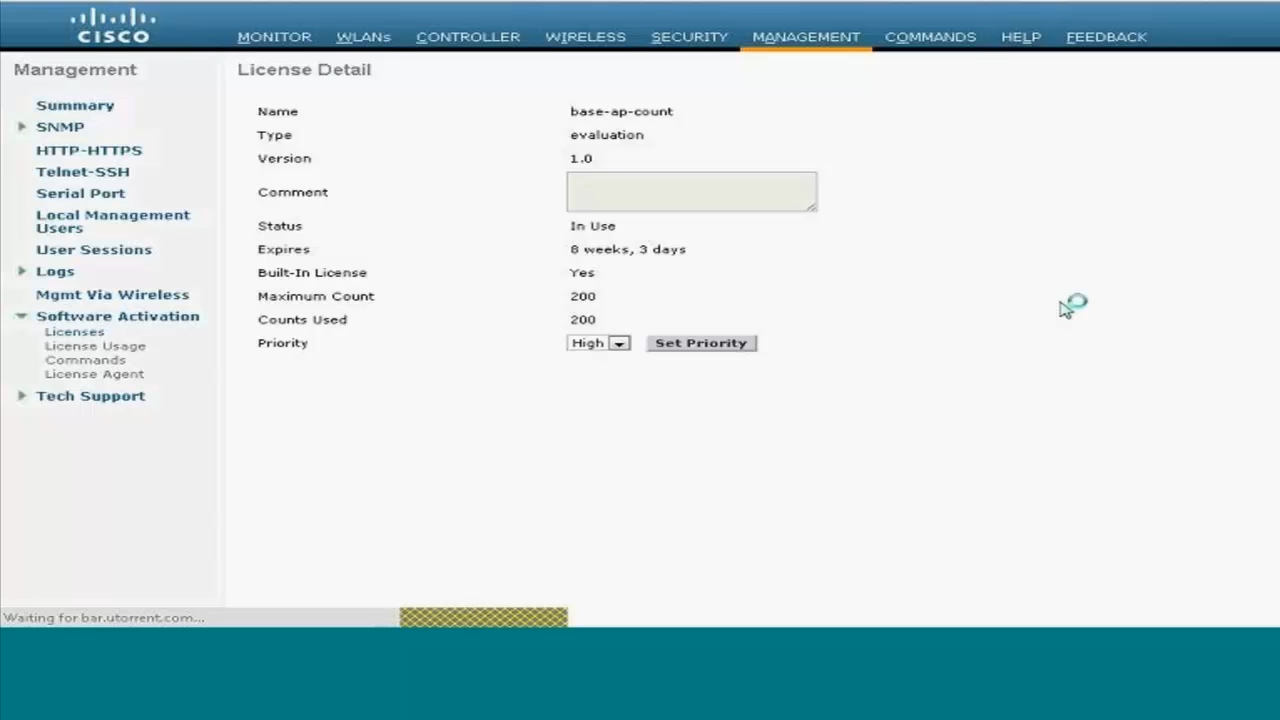 CISCO
MONITOR WLANs CONTROLLER WIRELESS SECURITY MANAGEMENT COMMANDS HELP FEEDBACK
Management
Summary
SNMP
HTTP-HTTPS
Telnet-SSH
Serial Port
Local Management
Users
User Sessions
Logs
Mgmt Via Wireless
Software Activation
Licenses
License Usage
Commands
License Agent
Tech Support
License Detail
Name base-ap-count
Type evaluation
Version 1.0
Comment
Status In Use
Expires 8 weeks, 3 days
Built-In License Yes
Maximum Count 200
Counts Used 200
Priority High Set Priority
Waiting for bar.utorrent.com...